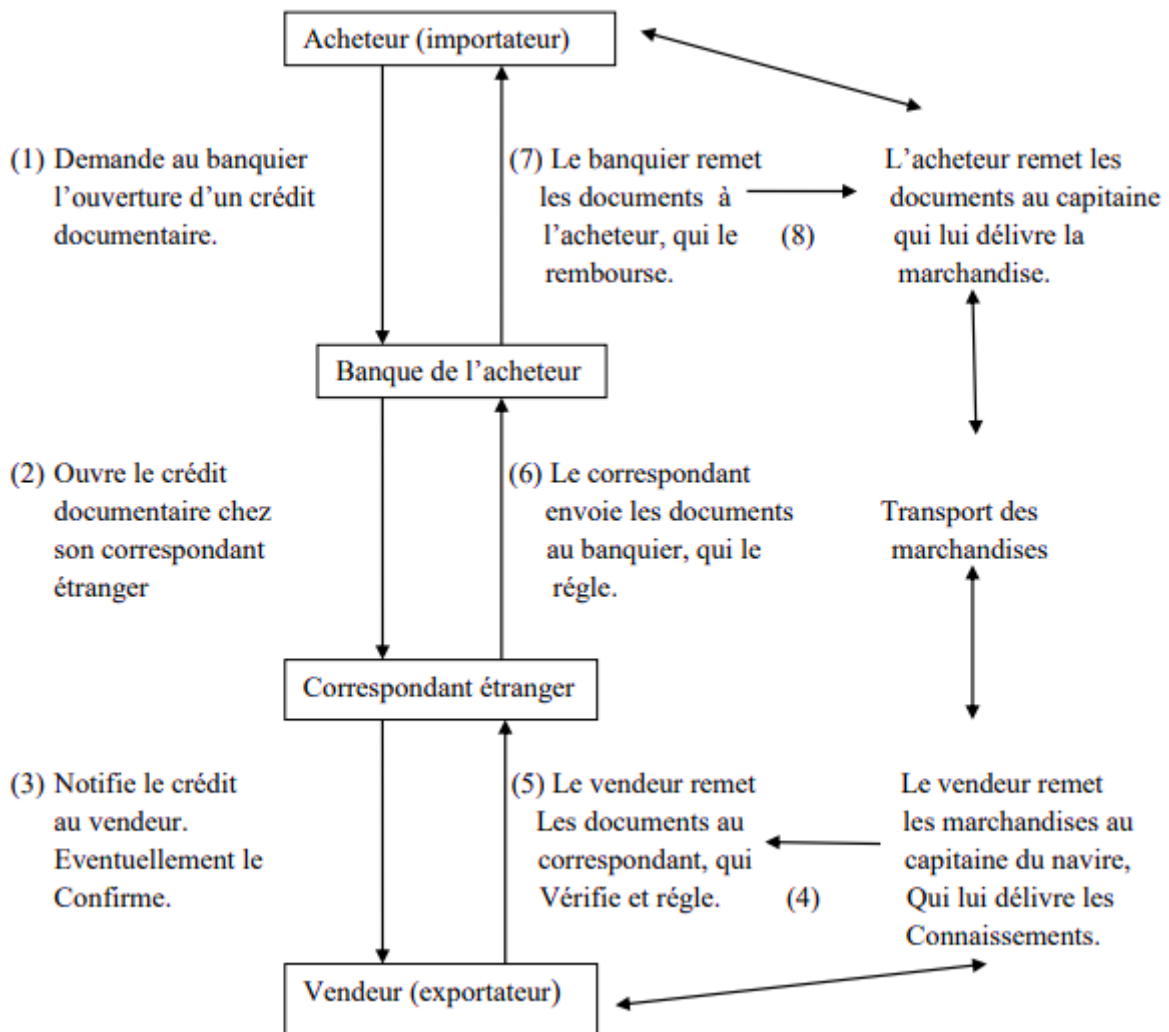 Acheteur (importateur)
(1) Demande au banquier
l’ouverture d’un crédit
documentaire.
(7) Le banquier remet
les documents à
l’acheteur, qui le
rembourse.
(8)
L’acheteur remet les
documents au capitaine
qui lui délivre la
marchandise.
Banque de l’acheteur
(2) Ouvre le crédit
documentaire chez
son correspondant
étranger
(6) Le correspondant
envoie les documents
au banquier, qui le
régle.
Transport des
marchandises
Correspondant étranger
(3) Notifie le crédit
au vendeur.
Eventuellement le
Confirme.
(5) Le vendeur remet
Les documents au
correspondant, qui
Vérifie et régle.
(4)
Le vendeur remet
les marchandises au
capitaine du navire,
Qui lui délivre les
Connaissements.
Vendeur (exportateur)